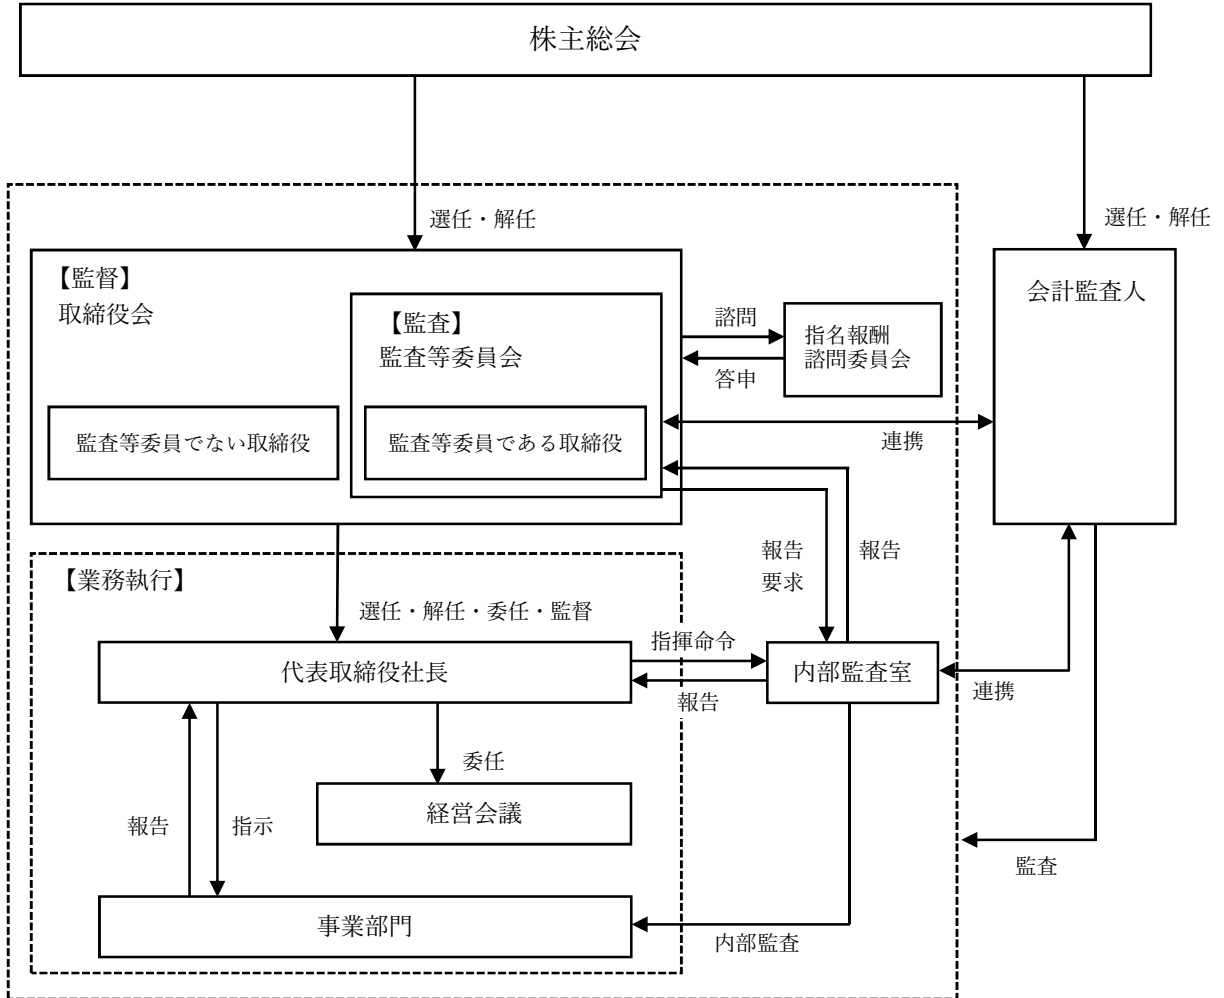 株主総会
選任・解任
選任・解任
【監督】
取締役会
【監査】
監査等委員会
監査等委員でない取締役
監査等委員である取締役
諮問
答申
指名報酬
諮問委員会
会計監査人
連携
報告
要求
報告
【業務執行】
選任・解任・委任・監督
代表取締役社長
指揮命令
報告
内部監査室
連携
委任
経営会議
報告
指示
監査
事業部門
内部監査